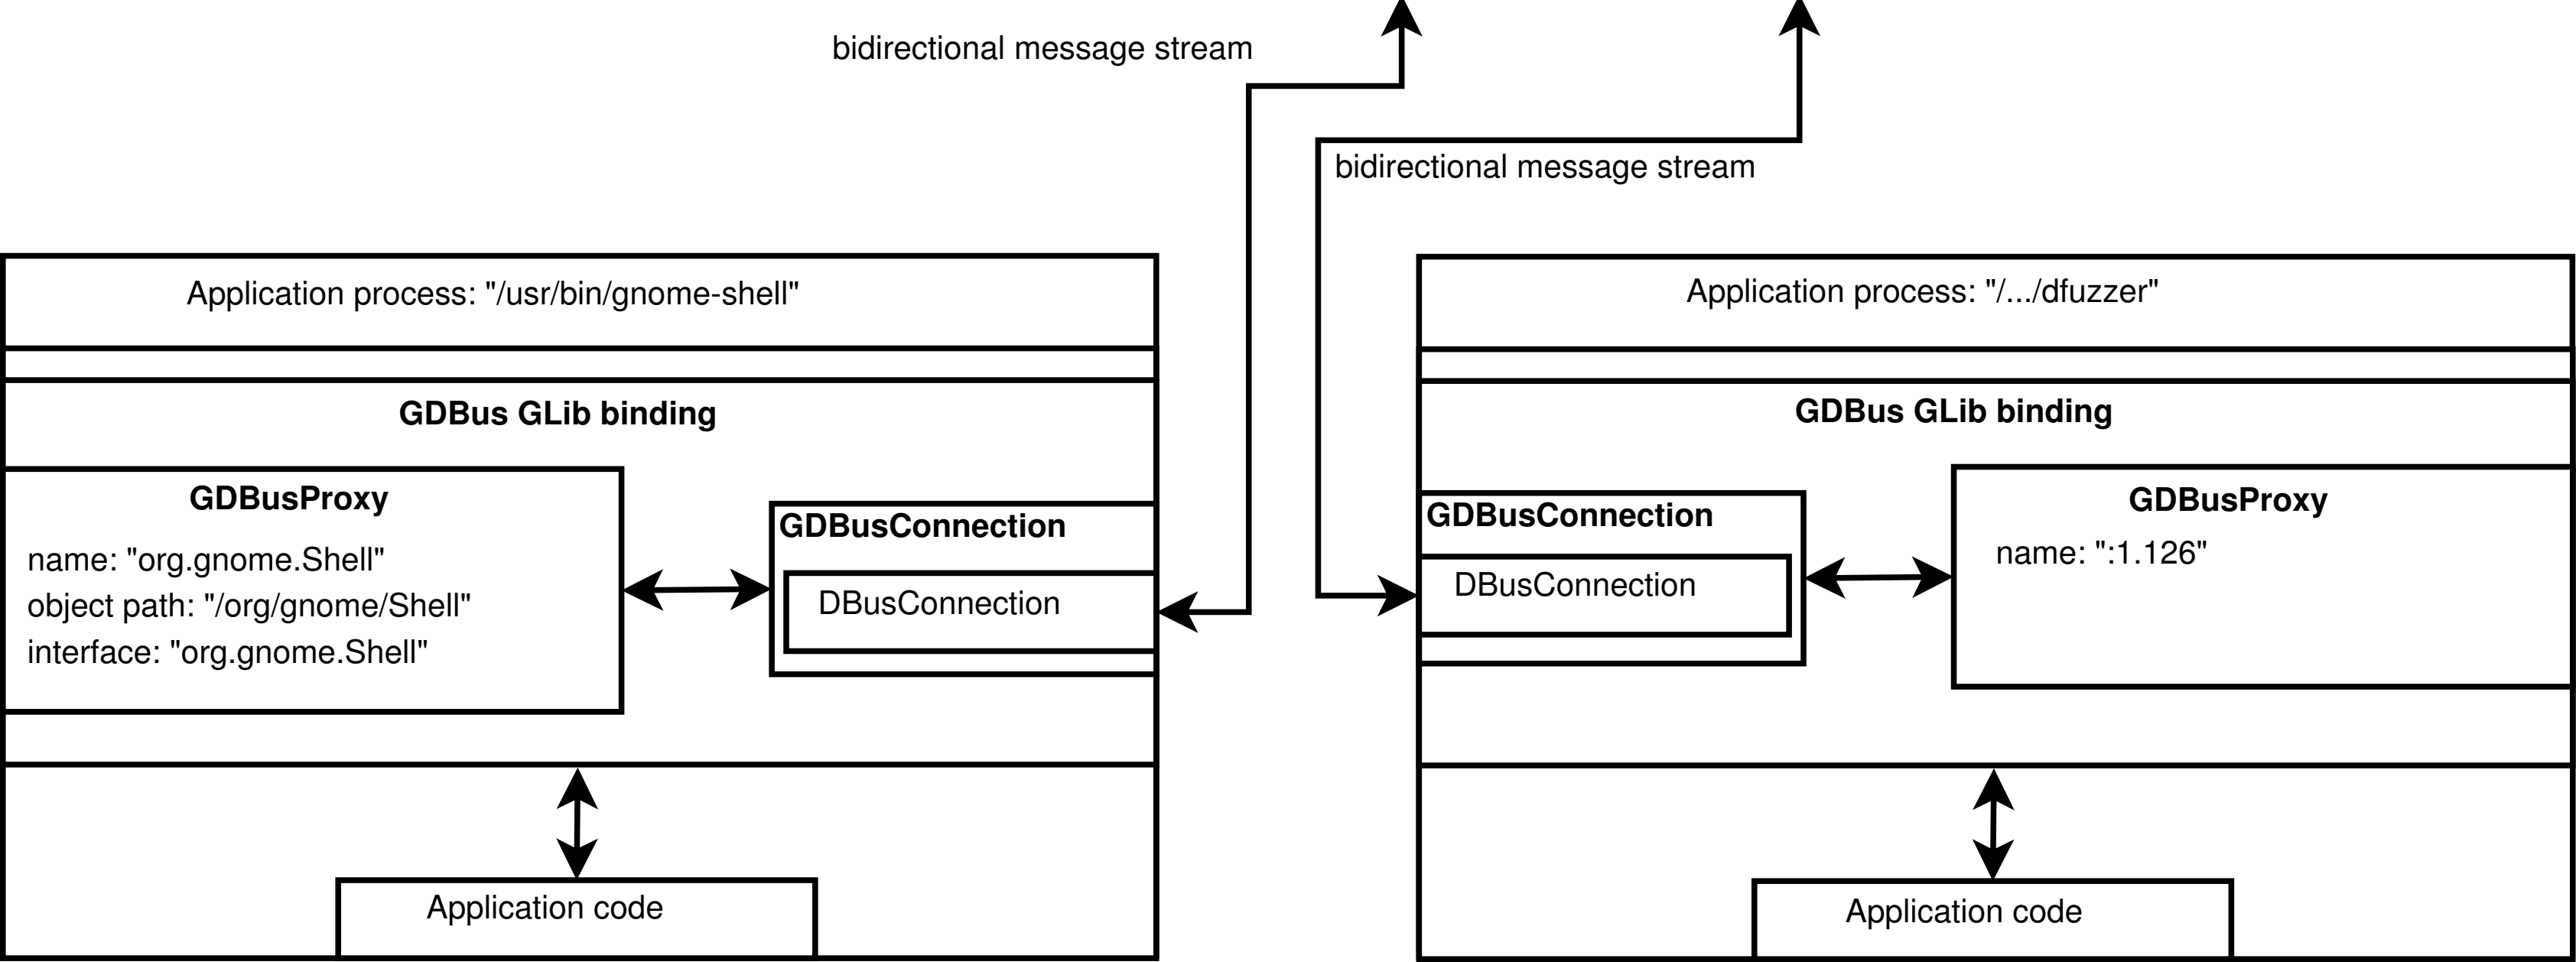 bidirectional message stream
bidirectional message stream
Application process: "/usr/bin/gnome-shell"
GDBus GLib binding
GDBusProxy
name: "org.gnome.Shell"
object path: "/org/gnome/Shell"
interface: "org.gnome.Shell"
GDBusConnection
DBusConnection
Application code
Application process: "/.../dfuzzer"
GDBus GLib binding
GDBusConnection
DBusConnection
GDBusProxy
name: ":1.126"
Application code